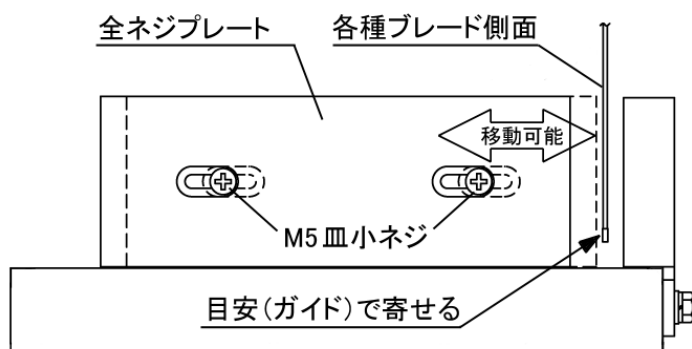 全ネジプレート
各種ブレード側面
移動可能
M5皿小ネジ
目安(ガイド)で寄せる